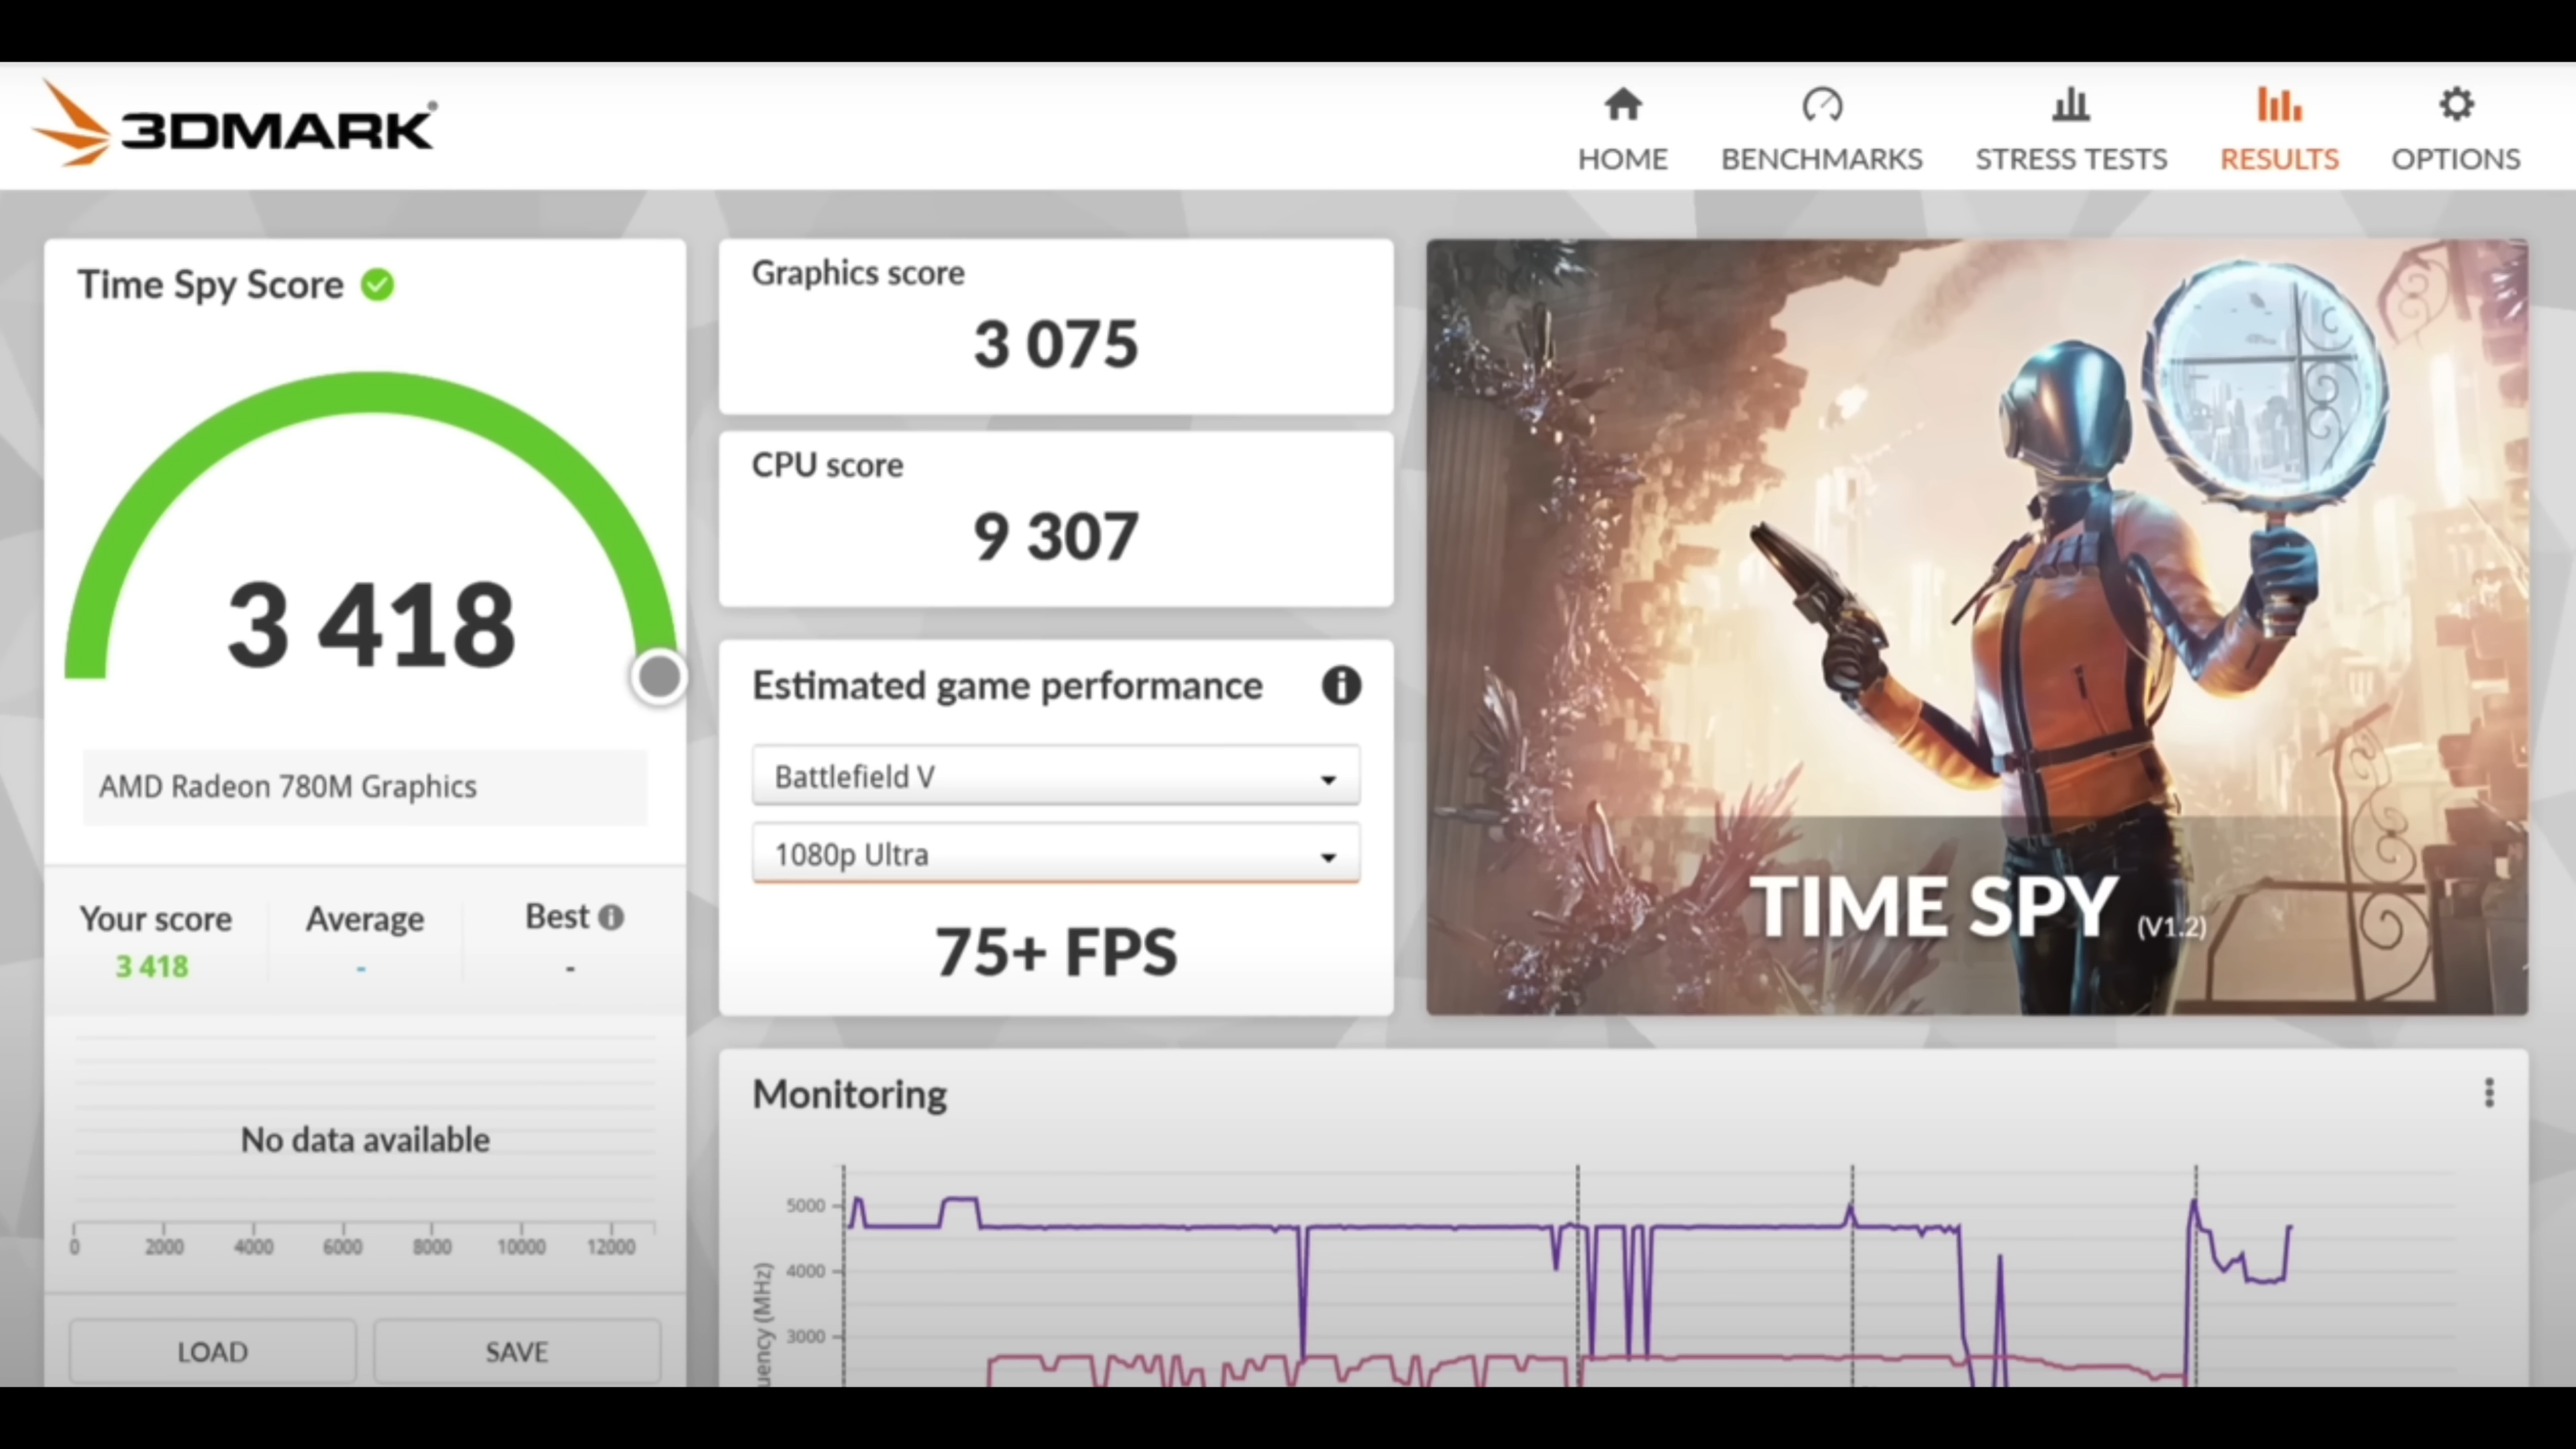 3DMARK
HOME
BENCHMARKS
STRESS TESTS
RESULTS
OPTIONS
Time Spy Score
3 418
AMD Radeon 780M Graphics
Your score
3 418
Average
-
Best
-
No data available
0 2000 4000 6000 8000 10000 12000
LOAD
SAVE
Graphics score
3 075
CPU score
9 307
Estimated game performance
Battlefield V
1080p Ultra
75+ FPS
TIME SPY (V1.2)
Monitoring
5000
4000
3000
(MHz)